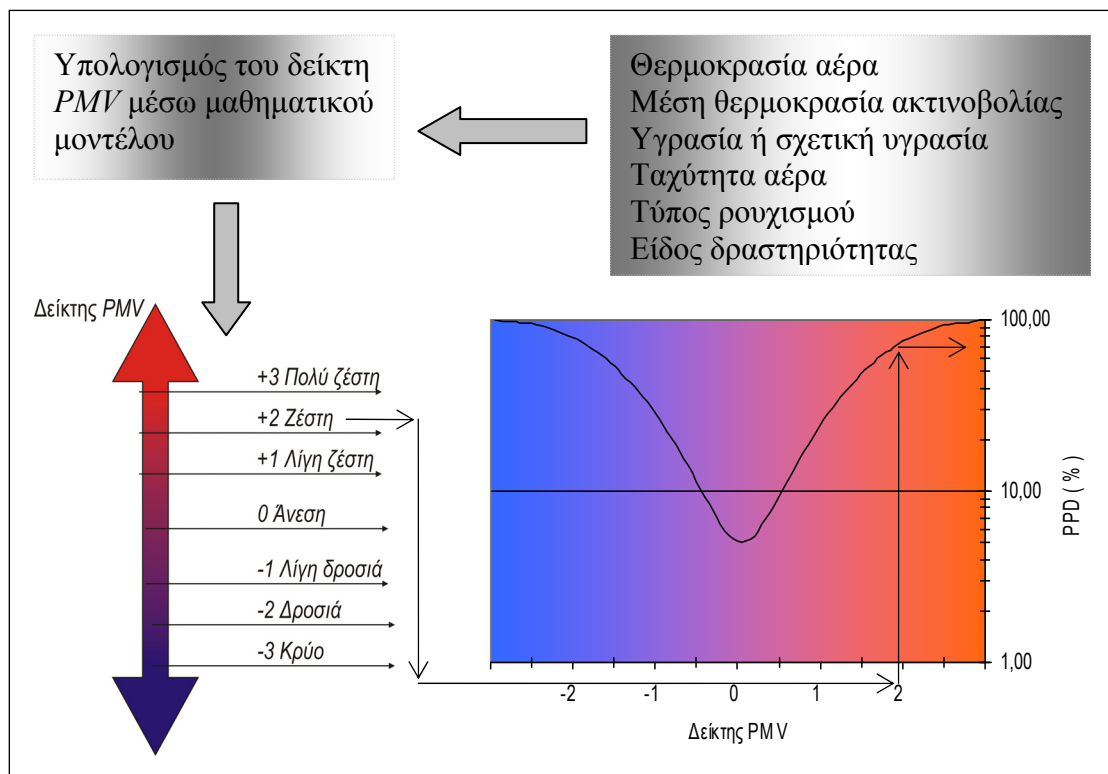 Υπολογισμός του δείκτη
PMV μέσω μαθηματικού
μοντέλου
Θερμοκρασία αέρα
Μέση θερμοκρασία ακτινοβολίας
Υγρασία ή σχετική υγρασία
Ταχύτητα αέρα
Τύπος ρουχισμού
Είδος δραστηριότητας
Δείκτης PMV
+3 Πολύ ζέστη
+2 Ζέστη
+1 Λίγη ζέστη
0 Άνεση
-1 Λίγη δροσιά
-2 Δροσιά
-3 Κρύο
100,00
10,00
1,00
PPD ( % )
-2 -1 0 1 2
Δείκτης PM V